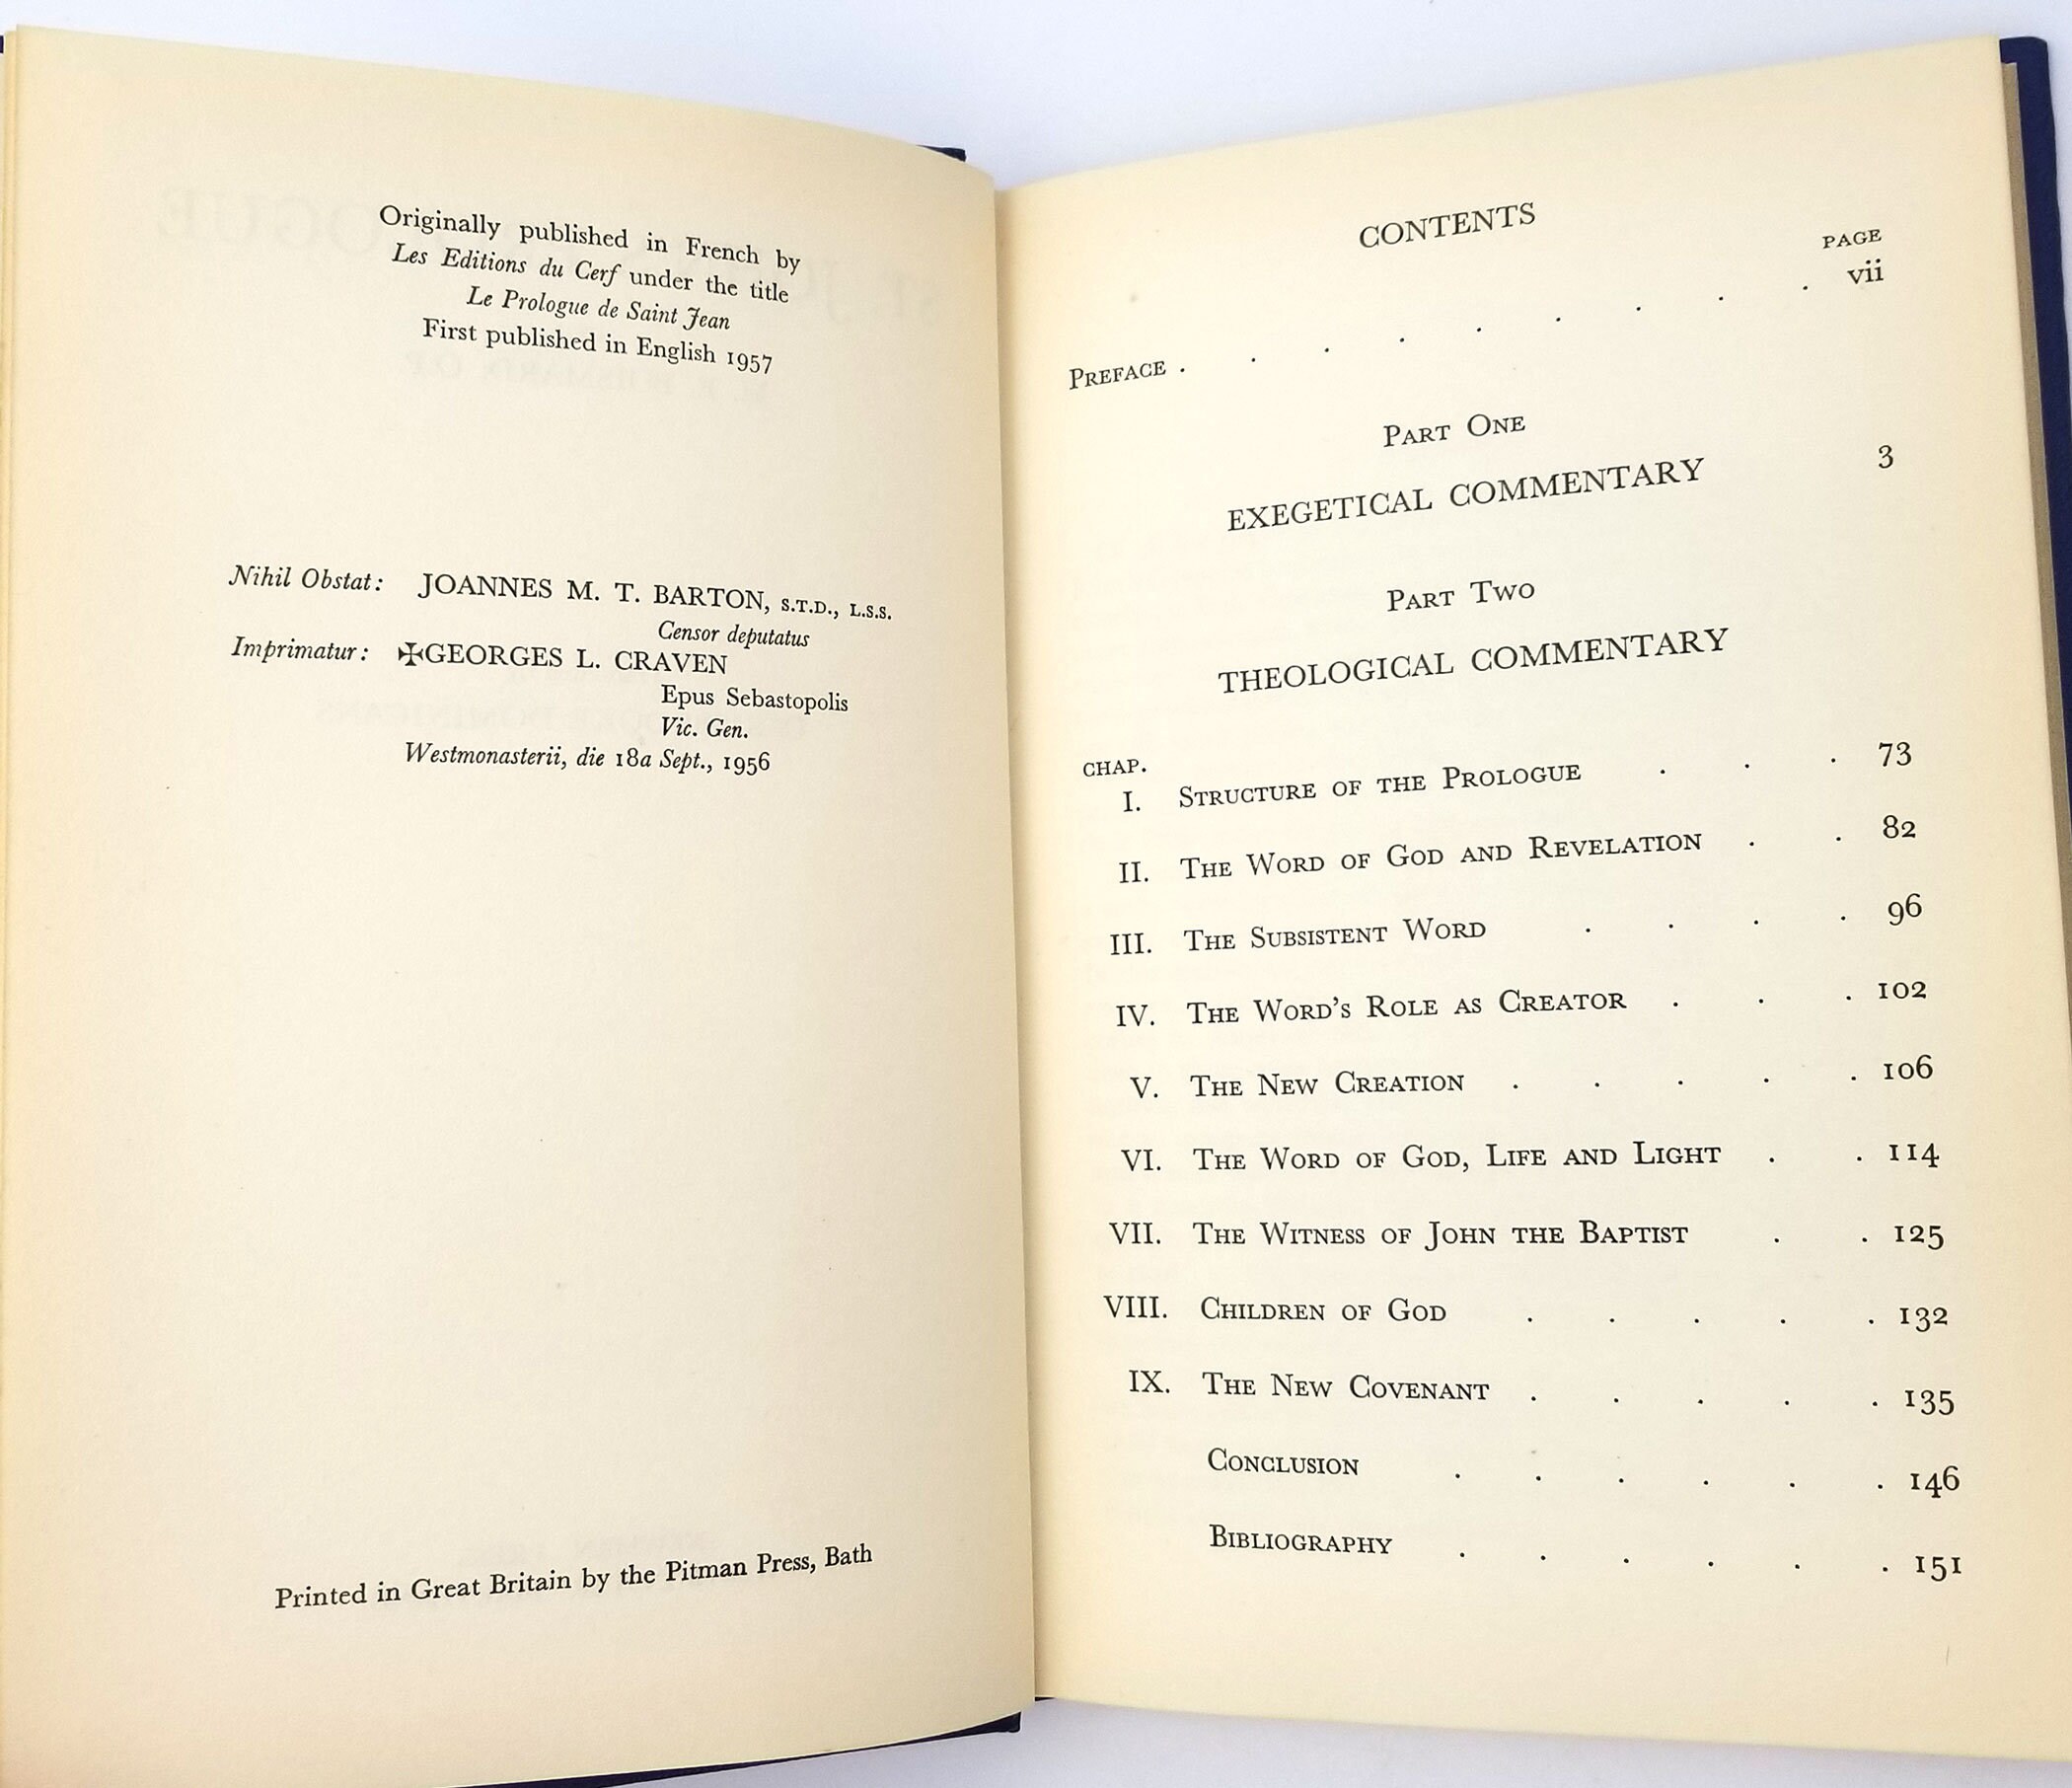 Originally published in French by
Les Editions du Cerf under the title
Le Prologue de Saint Jean
First published in English 1957
Nihil Obstat: JOANNES M. T. BARTON, S.T.D., L.S.S.
Censor deputatus
Imprimatur: ✠GEORGES L. CRAVEN
Epus Sebastopolis
Vic. Gen.
Westmonasterii, die 18a Sept., 1956
Printed in Great Britain by the Pitman Press, Bath
CONTENTS
PAGE
PREFACE . . . . . . . . . vii
PART ONE
EXEGETICAL COMMENTARY 3
PART TWO
THEOLOGICAL COMMENTARY
CHAP.
I. STRUCTURE OF THE PROLOGUE . . . 73
II. THE WORD OF GOD AND REVELATION . . 82
III. THE SUBSISTENT WORD . . . . 96
IV. THE WORD'S ROLE AS CREATOR . . . 102
V. THE NEW CREATION . . . . . 106
VI. THE WORD OF GOD, LIFE AND LIGHT . . 114
VII. THE WITNESS OF JOHN THE BAPTIST . . 125
VIII. CHILDREN OF GOD . . . . . 132
IX. THE NEW COVENANT . . . . . 135
CONCLUSION . . . . . . 146
BIBLIOGRAPHY . . . . . . 151